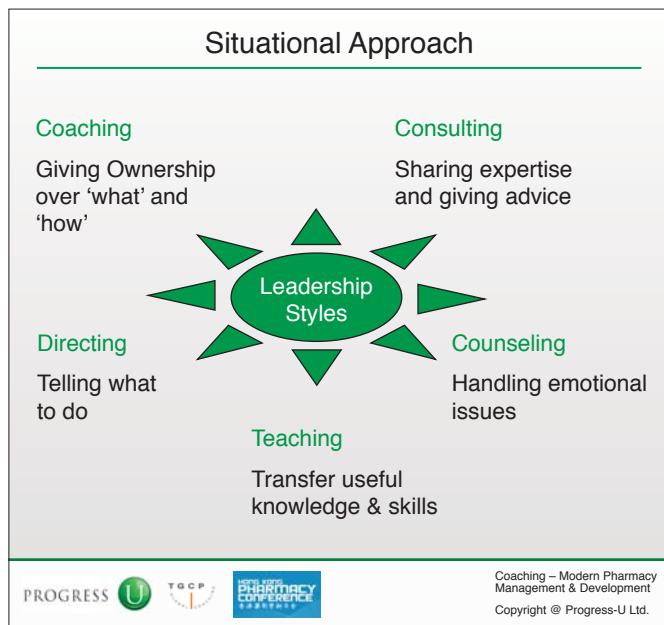 Situational Approach
Coaching
Giving Ownership
over ‘what’ and
‘how’
Consulting
Sharing expertise
and giving advice
Leadership
Styles
Directing
Telling what
to do
Counseling
Handling emotional
issues
Teaching
Transfer useful
knowledge & skills
PROGRESS U
TGCP
HONG KONG
PHARMACY
CONFERENCE
Coaching – Modern Pharmacy
Management & Development
Copyright @ Progress-U Ltd.